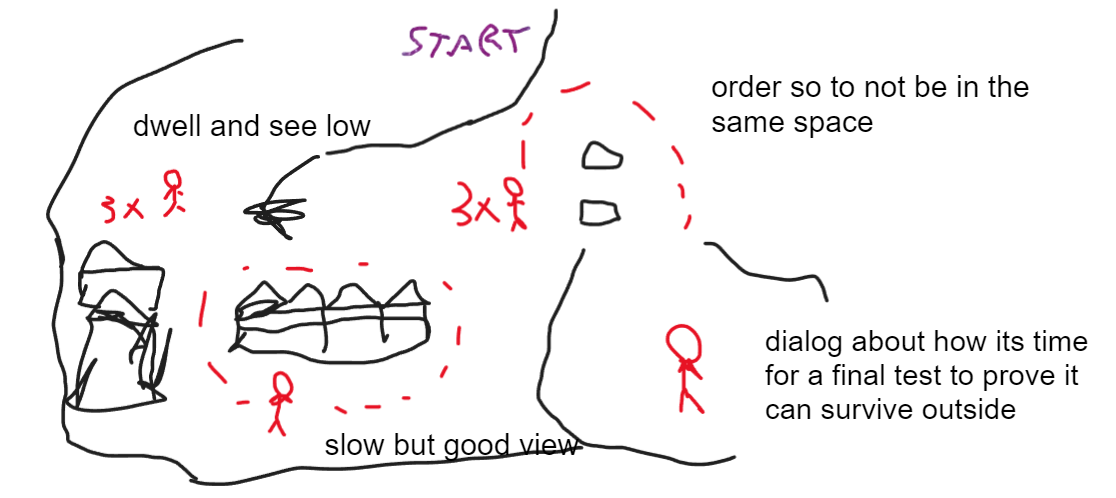 START
order so to not be in the
same space
dwell and see low
3x
3x
dialog about how its time
for a final test to prove it
can survive outside
slow but good view